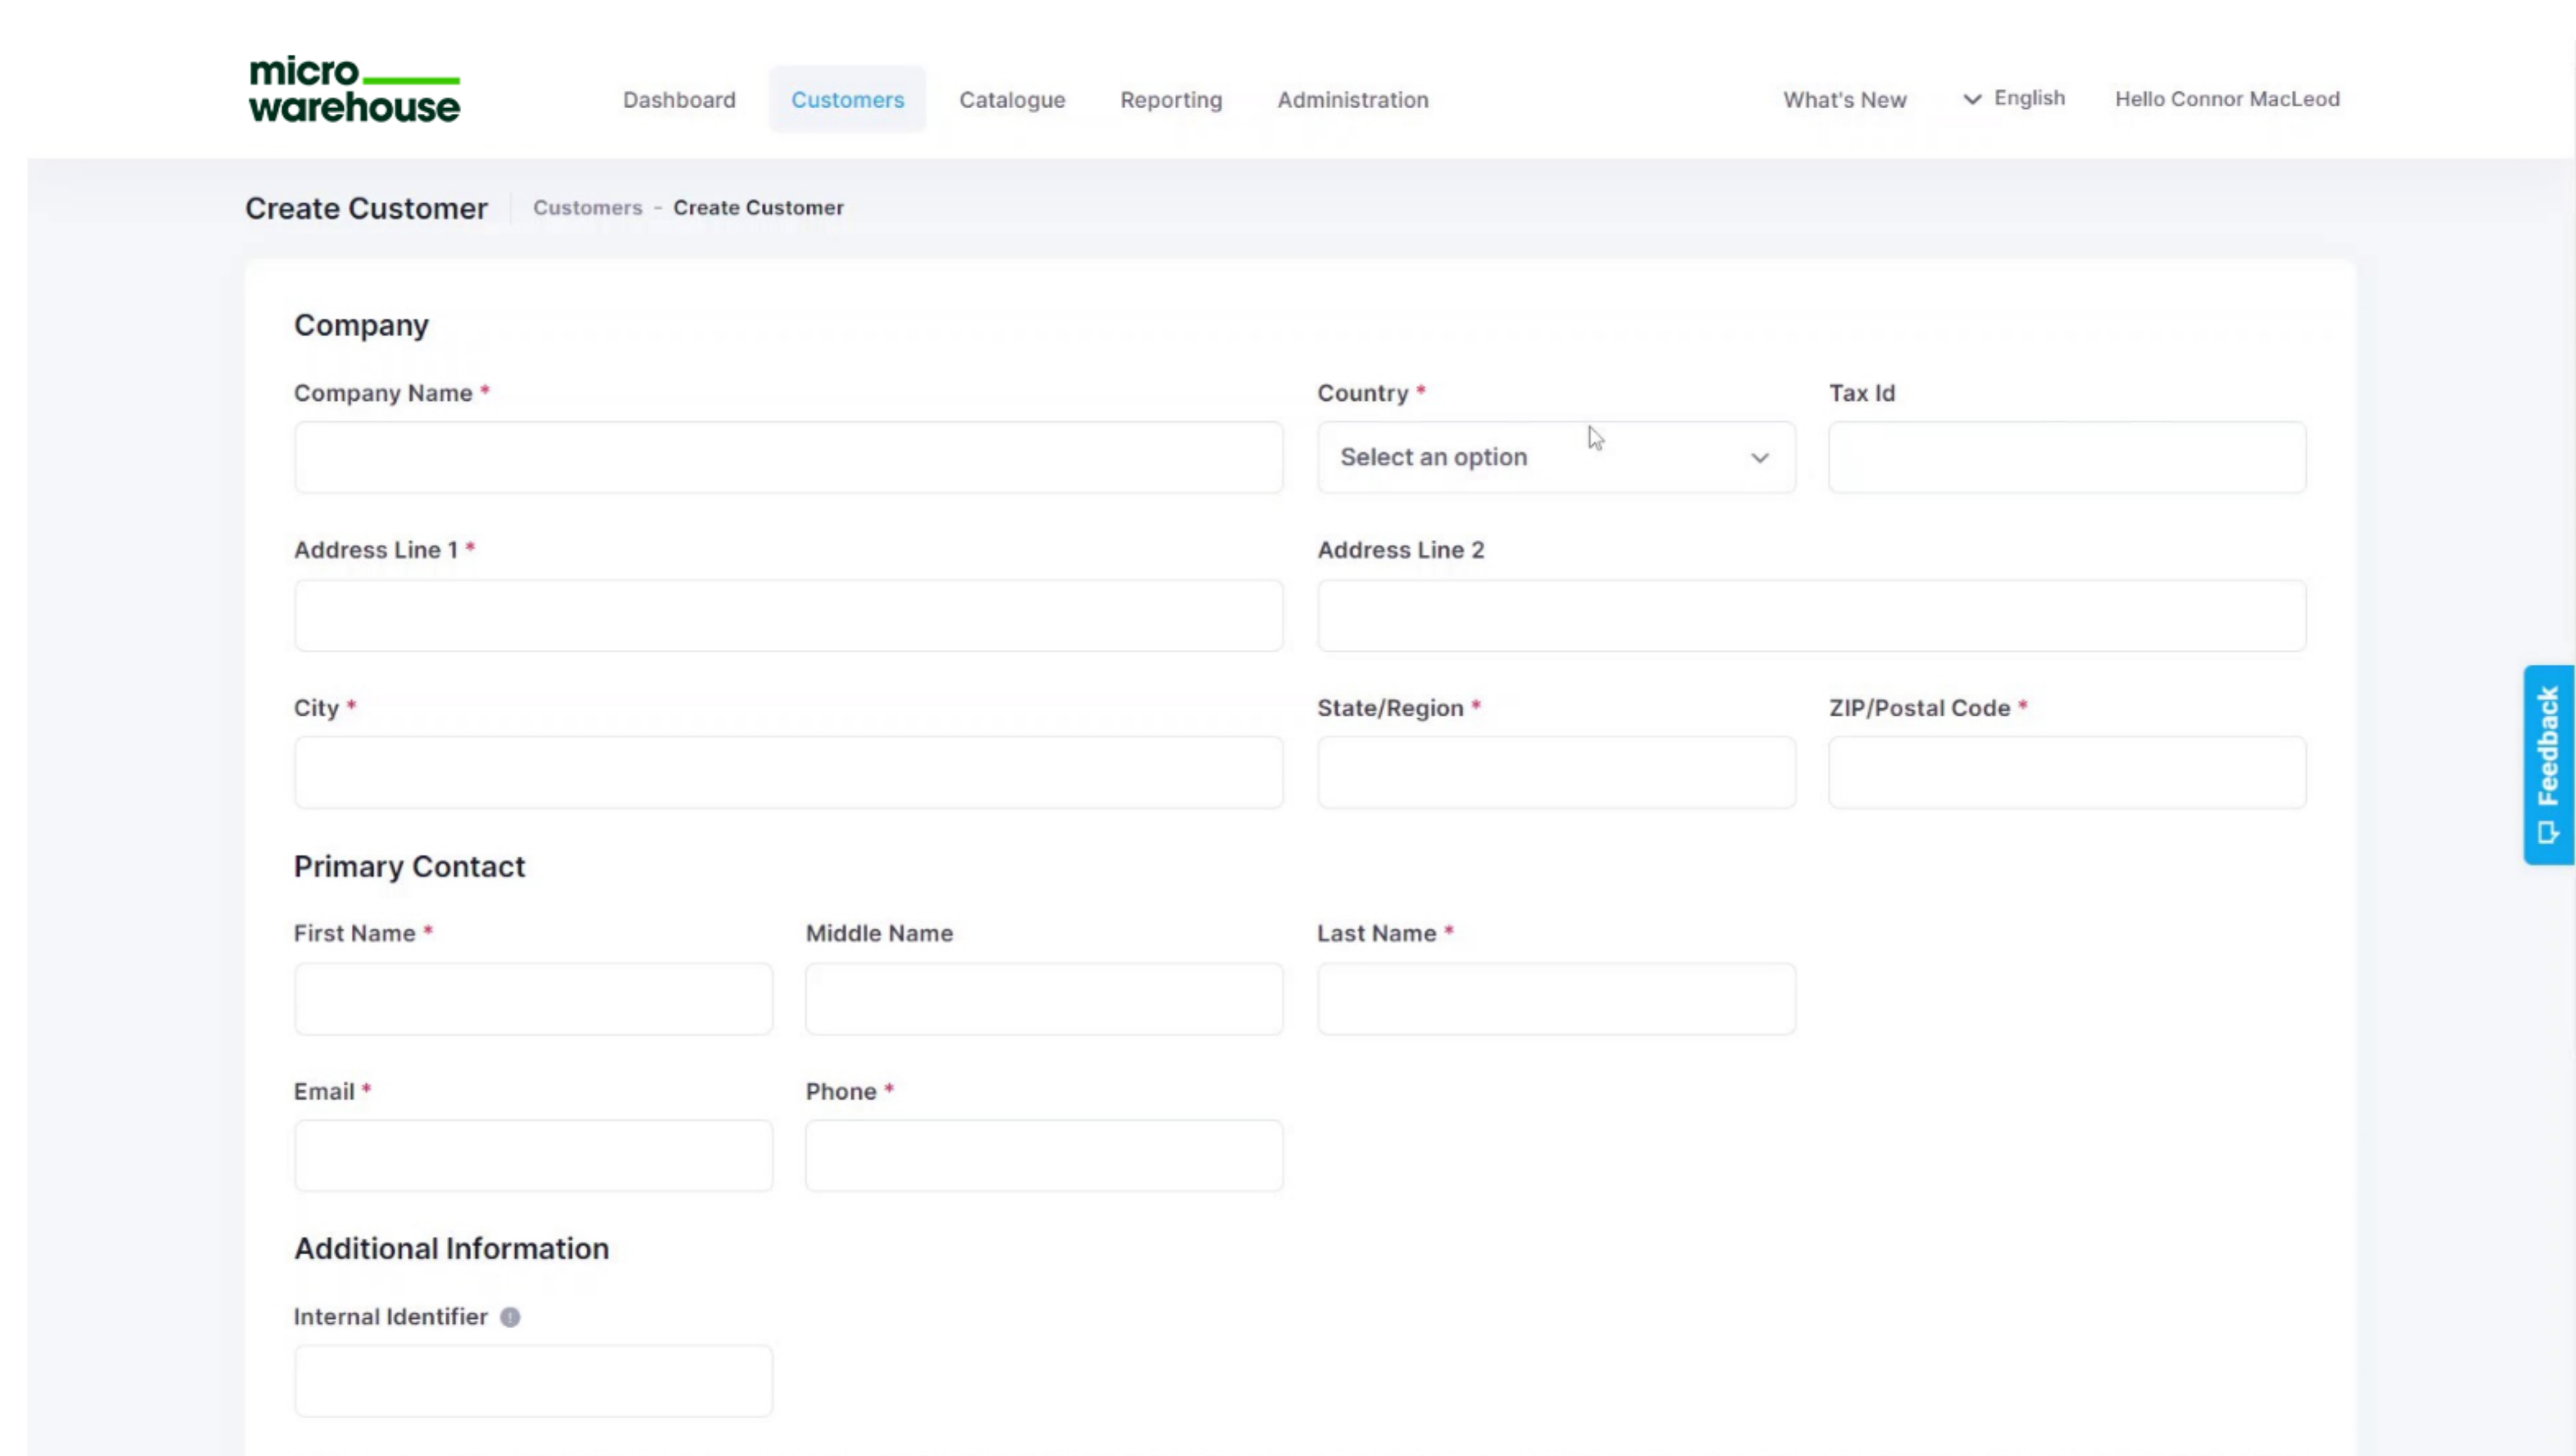 micro
warehouse
Dashboard Customers Catalogue Reporting Administration What's New English Hello Connor MacLeod
Create Customer Customers - Create Customer
Company
Company Name * Country * Tax Id
Select an option
Address Line 1 * Address Line 2
City * State/Region * ZIP/Postal Code *
Feedback
Primary Contact
First Name * Middle Name Last Name *
Email * Phone *
Additional Information
Internal Identifier